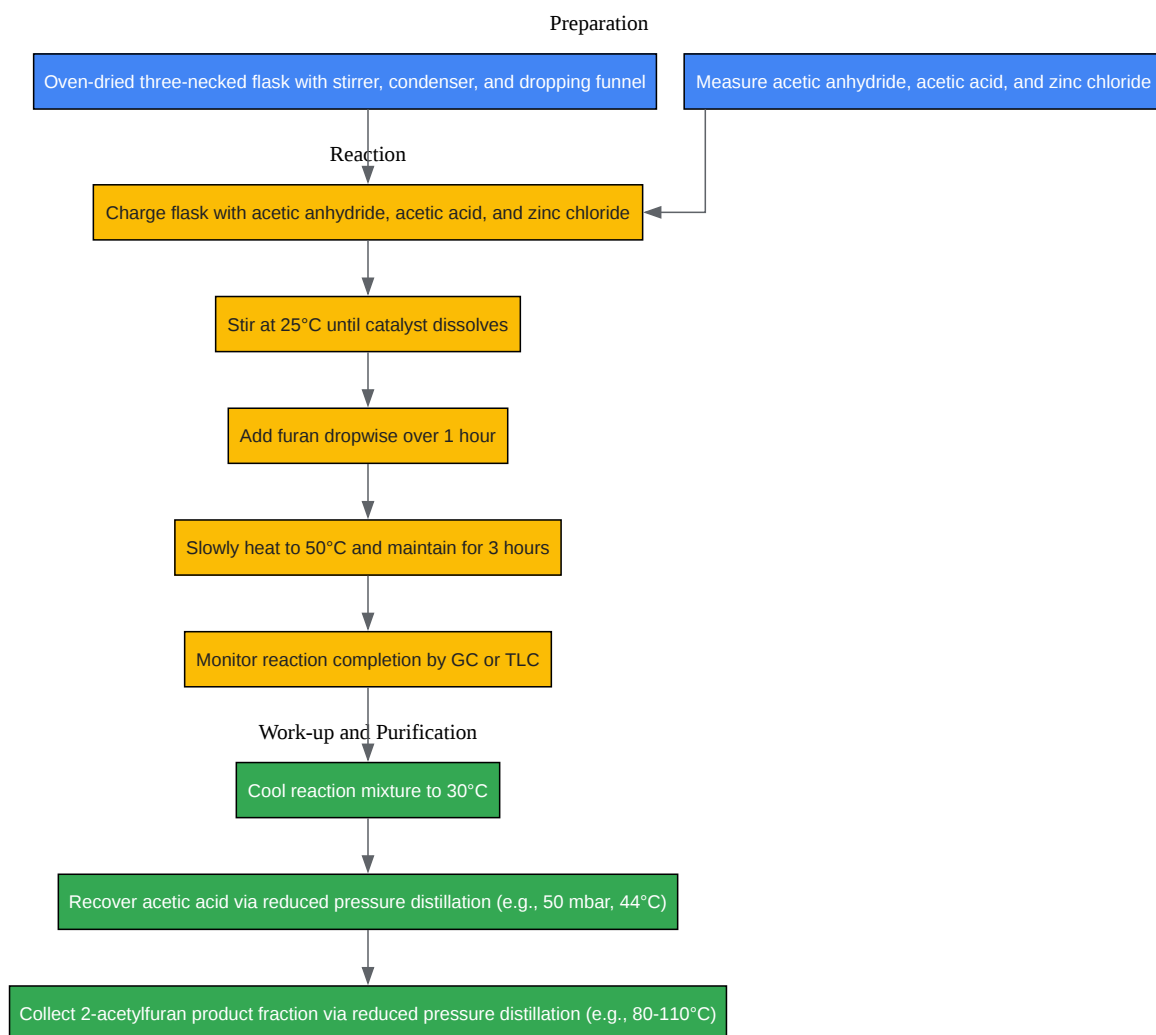 Preparation
Oven-dried three-necked flask with stirrer, condenser, and dropping funnel
Measure acetic anhydride, acetic acid, and zinc chloride
Reaction
Charge flask with acetic anhydride, acetic acid, and zinc chloride
Stir at 25°C until catalyst dissolves
Add furan dropwise over 1 hour
Slowly heat to 50°C and maintain for 3 hours
Monitor reaction completion by GC or TLC
Work-up and Purification
Cool reaction mixture to 30°C
Recover acetic acid via reduced pressure distillation (e.g., 50 mbar, 44°C)
Collect 2-acetylfuran product fraction via reduced pressure distillation (e.g., 80-110°C)